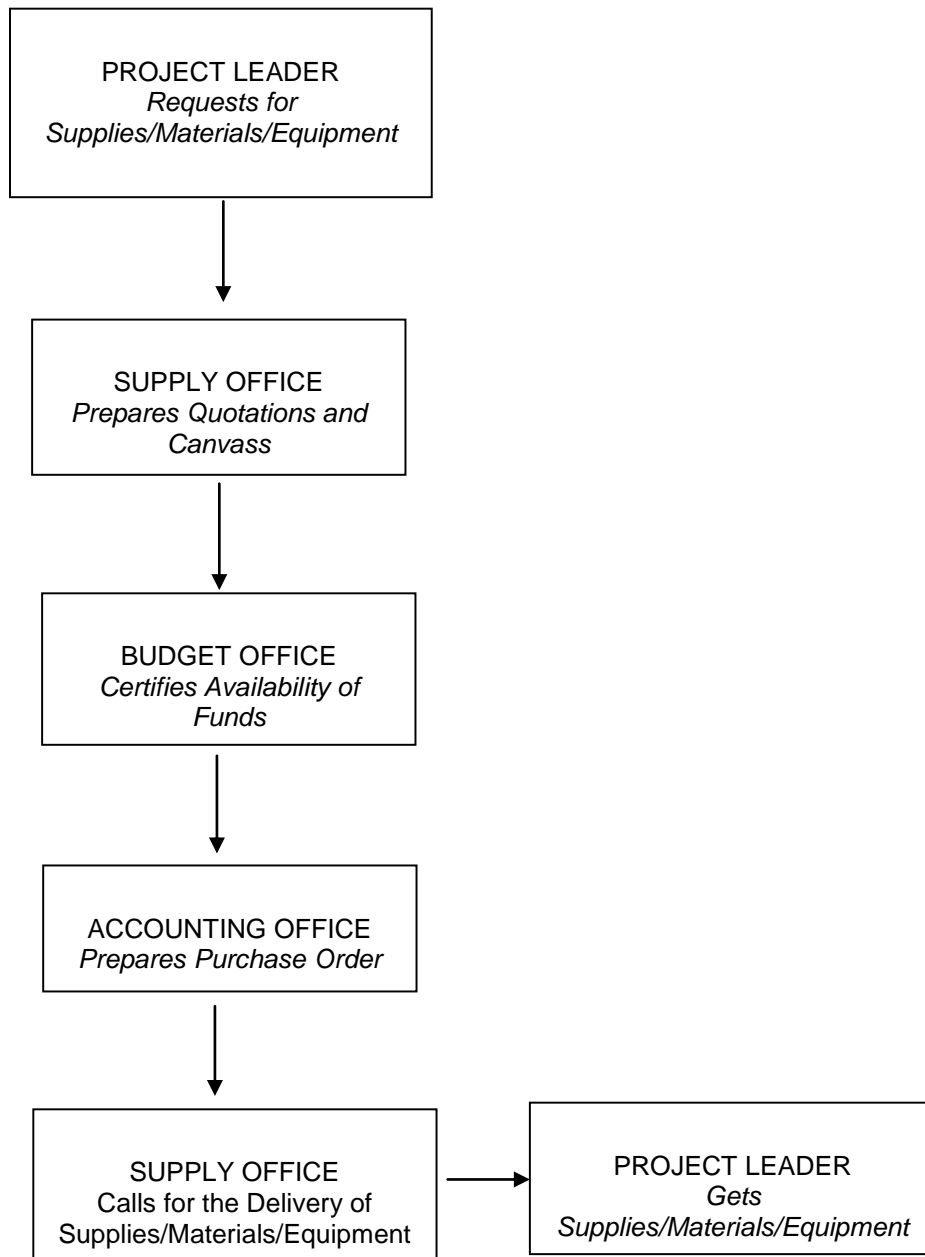 PROJECT LEADER
Requests for
Supplies/Materials/Equipment
SUPPLY OFFICE
Prepares Quotations and
Canvass
BUDGET OFFICE
Certifies Availability of
Funds
ACCOUNTING OFFICE
Prepares Purchase Order
SUPPLY OFFICE
Calls for the Delivery of
Supplies/Materials/Equipment
PROJECT LEADER
Gets
Supplies/Materials/Equipment